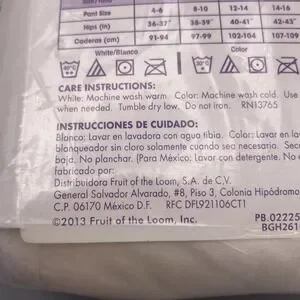 Pant Size 4-6 8-10 12-14 14-16
Hips (in) 36-37" 38-39" 40-41" 42-43"
Caderas (cm) 91-94 97-99 102-104 107-109
White/Blanco Color
CARE INSTRUCTIONS:
White: Machine wash warm. Color: Machine wash cold. Use
when needed. Tumble dry low. Do not iron. RN13765
INSTRUCCIONES DE CUIDADO:
Blanco: Lavar en lavadora con agua tibia. Color: Lavar en
blanqueador sin cloro solamente cuando sea necesario. Sec
baja. No planchar. (Para México: Lavar con detergente. No
en tabajado por:
Distribuidora Fruit of the Loom, S.A. de C.V.
General Salvador Alvarado, #8, Piso 3, Colonia Hipódromo
C.P. 06170 México D.F. RFC DFL921106CT1
©2013 Fruit of the Loom, Inc. PB.02225
BGH261